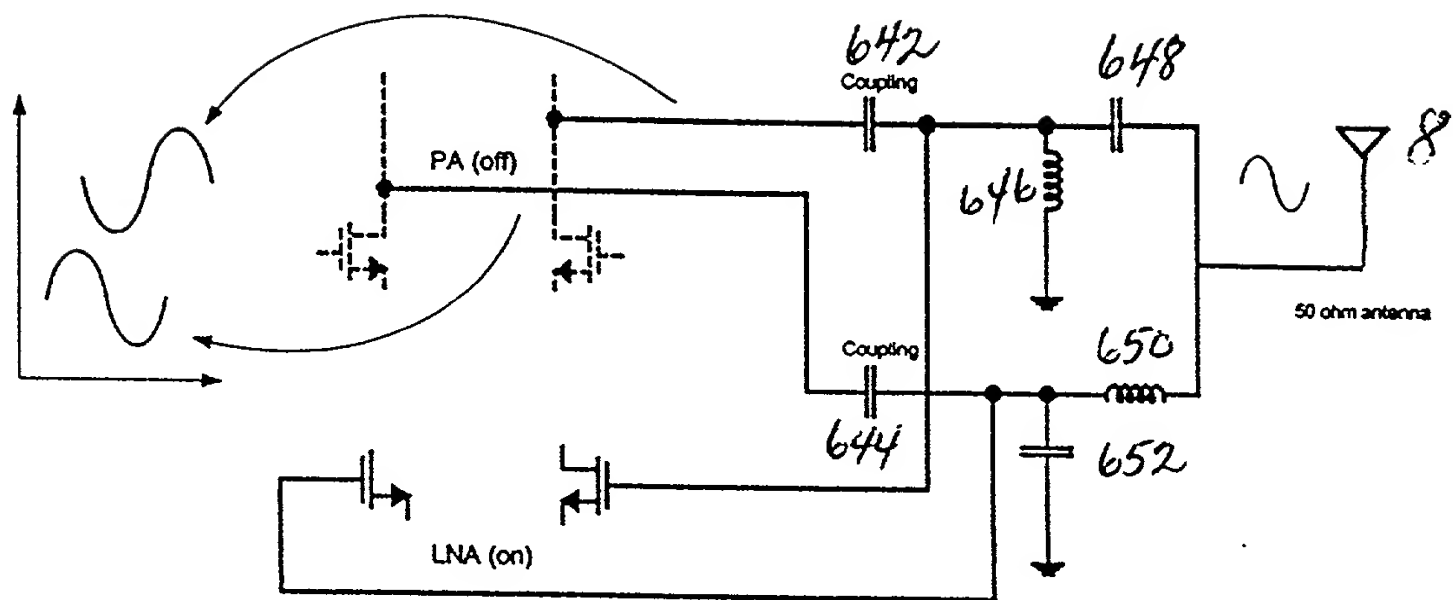 642
Coupling
648
8
PA (off)
646
50 ohm antenna
Coupling
650
644
652
LNA (on)